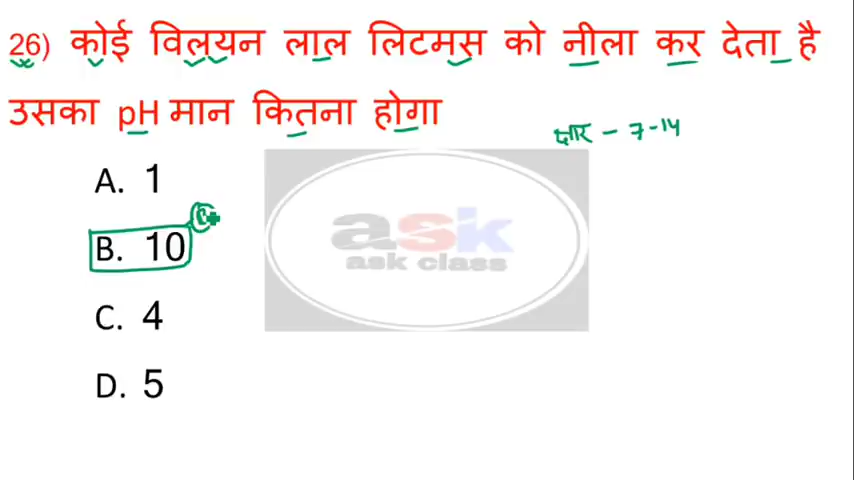 26) कोई विलयन लाल लिटमस को नीला कर देता है
उसका pH मान कितना होगा
क्षार - 7-14
A. 1
B. 10
C. 4
D. 5
ask
ask class